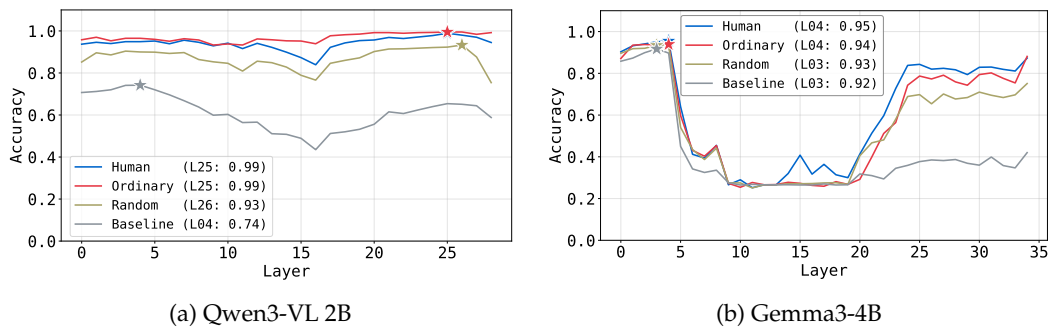 1.0
0.8
0.6
0.4
0.2
0.0
Accuracy
Human (L25: 0.99)
Ordinary (L25: 0.99)
Random (L26: 0.93)
Baseline (L04: 0.74)
0 5 10 15 20 25
Layer
(a) Qwen3-VL 2B
1.0
0.8
0.6
0.4
0.2
0.0
Accuracy
Human (L04: 0.95)
Ordinary (L04: 0.94)
Random (L03: 0.93)
Baseline (L03: 0.92)
0 5 10 15 20 25 30 35
Layer
(b) Gemma3-4B